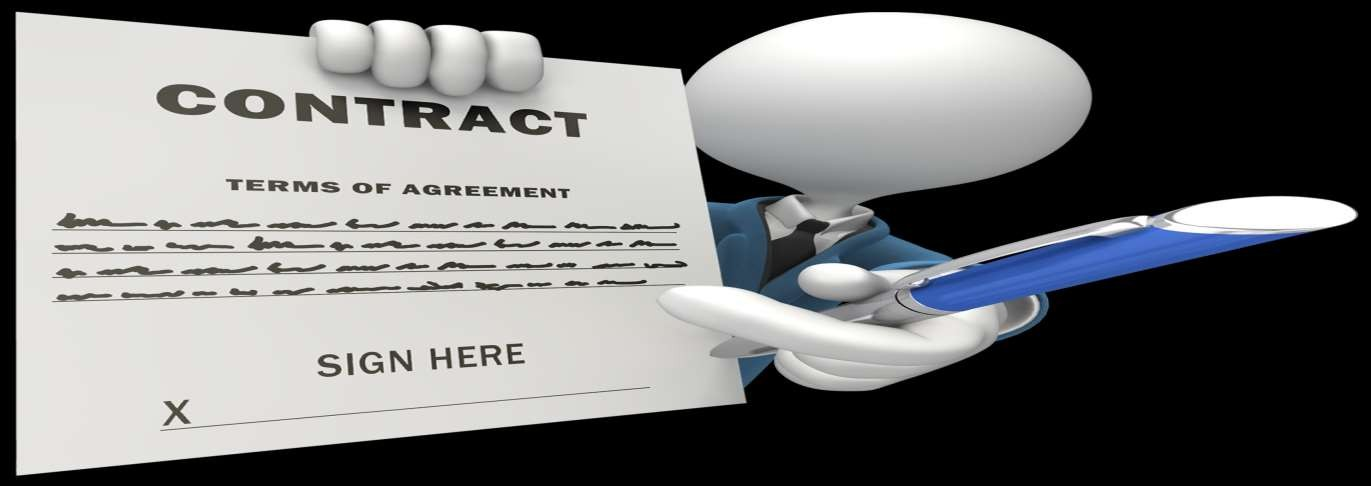 CONTRACT
TERMS OF AGREEMENT
SIGN HERE
X